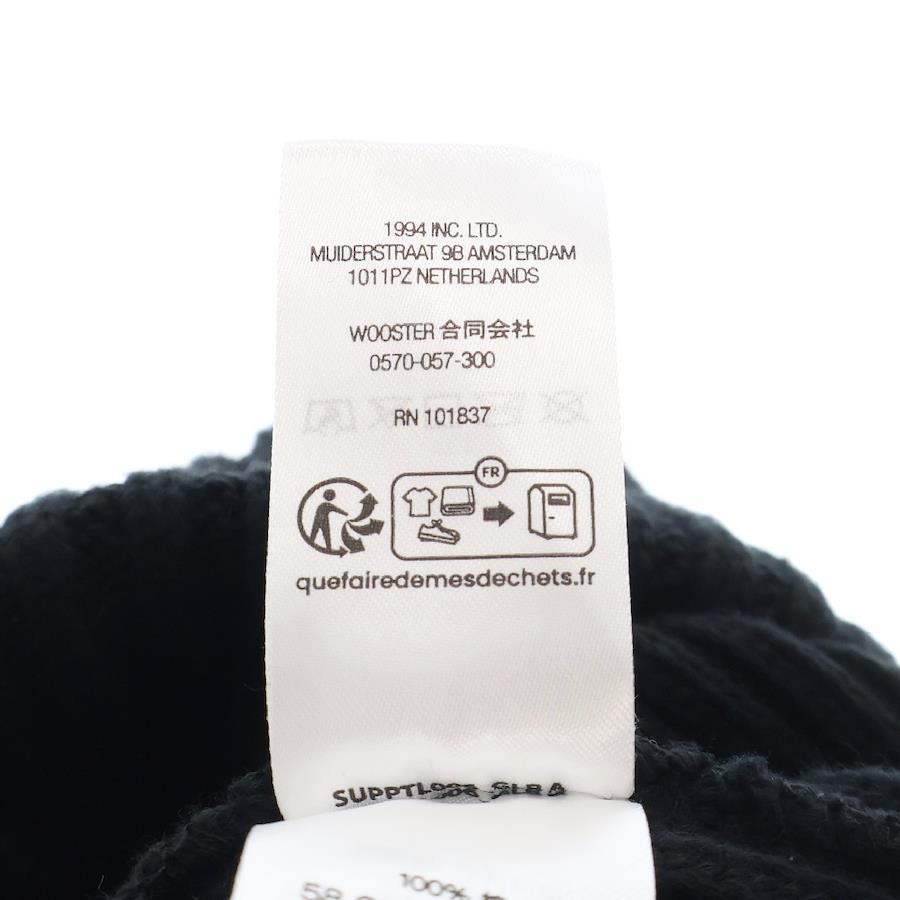 1994 INC. LTD.
MUIDERSTRAAT 9B AMSTERDAM
1011PZ NETHERLANDS
WOOSTER 合同会社
0570-057-300
RN 101837
FR
quefairedemesdechets.fr
100%